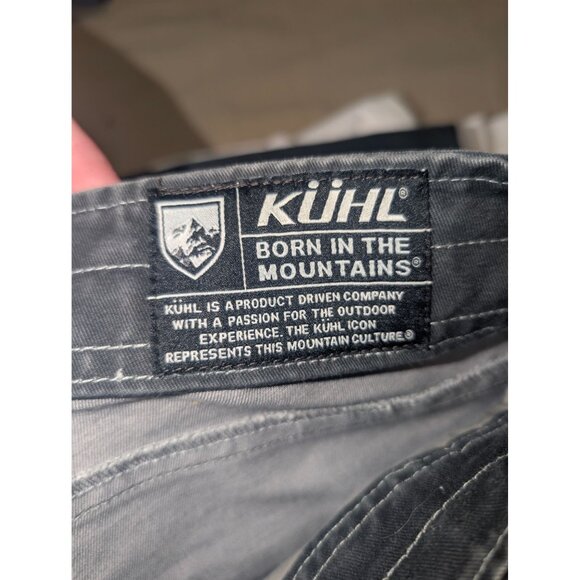 KÜHL®
BORN IN THE
MOUNTAINS®
KÜHL IS A PRODUCT DRIVEN COMPANY
WITH A PASSION FOR THE OUTDOOR
EXPERIENCE. THE KÜHL ICON
REPRESENTS THIS MOUNTAIN CULTURE®